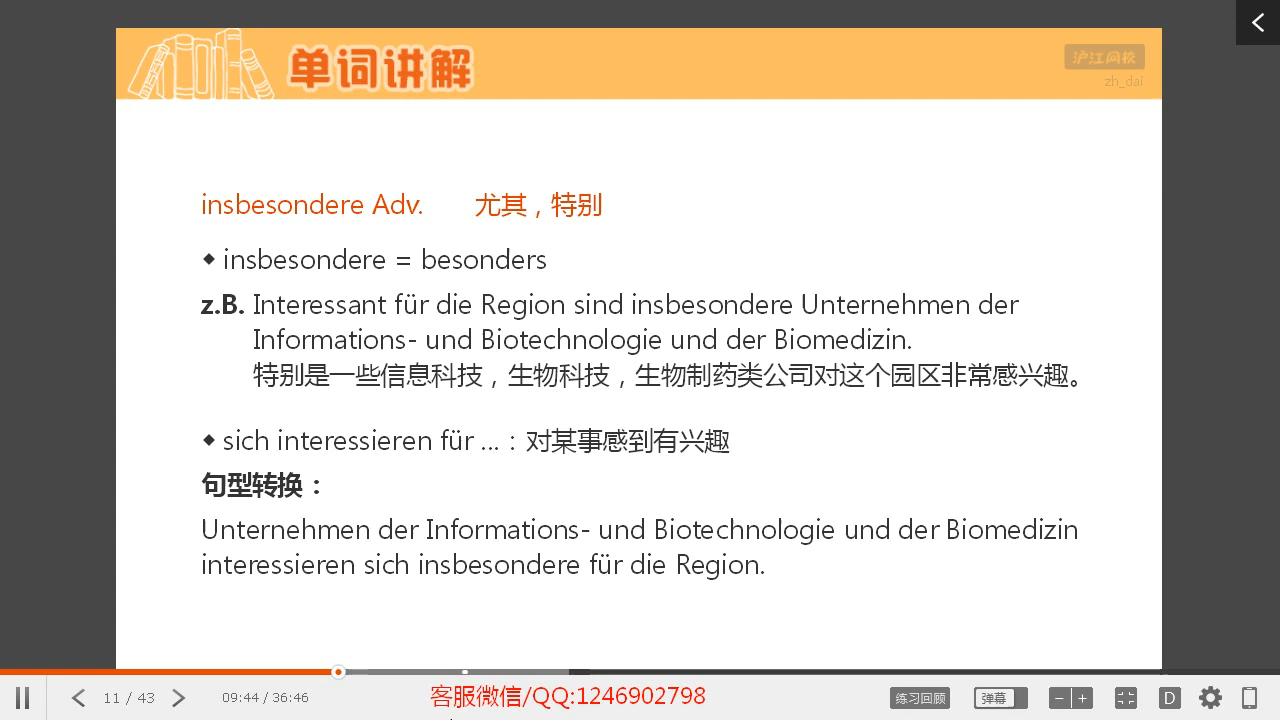 单词讲解
沪江网校
zh_dai
insbesondere Adv. 尤其，特别
◆ insbesondere = besonders
z.B. Interessant für die Region sind insbesondere Unternehmen der
Informations- und Biotechnologie und der Biomedizin.
特别是一些信息科技，生物科技，生物制药类公司对这个园区非常感兴趣。
◆ sich interessieren für ...：对某事感到有兴趣
句型转换：
Unternehmen der Informations- und Biotechnologie und der Biomedizin
interessieren sich insbesondere für die Region.
11 / 43 09:44 / 36:46 客服微信/QQ:1246902798 练习回顾 弹幕 D